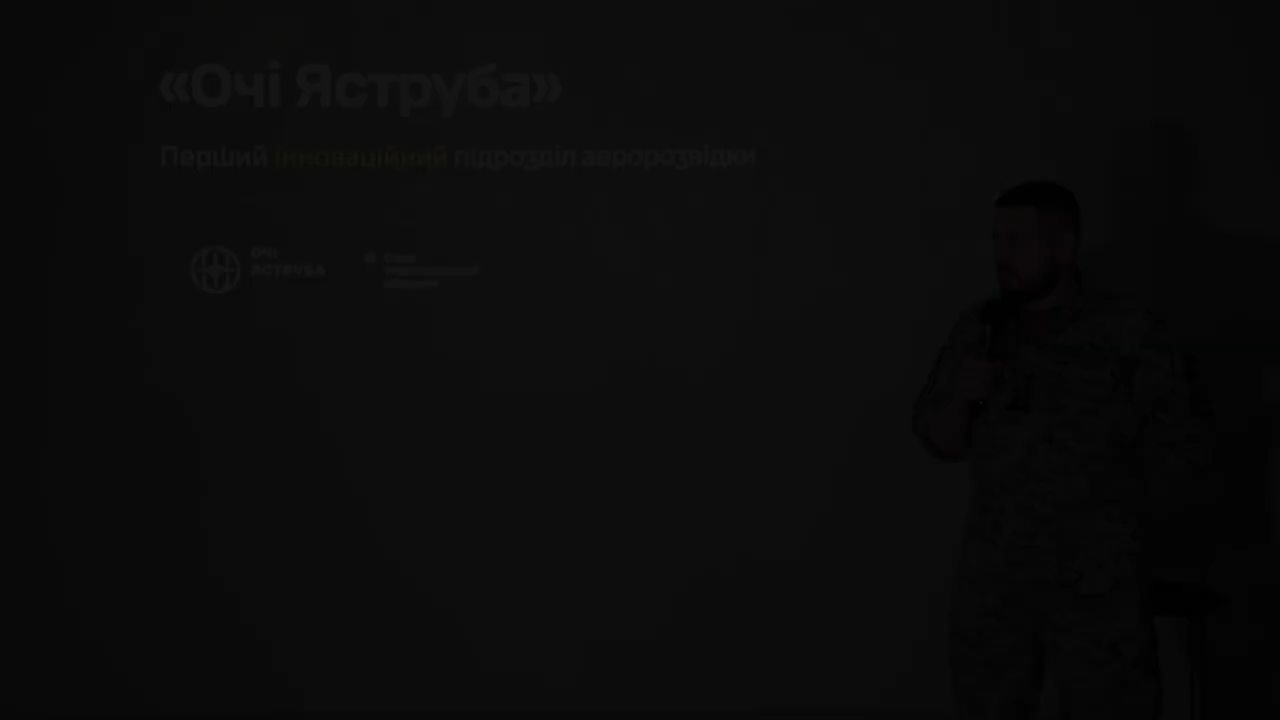 «Очі Яструба»
Перший інноваційний підрозділ аеророзвідки
ОЧІ
ЯСТРУБА